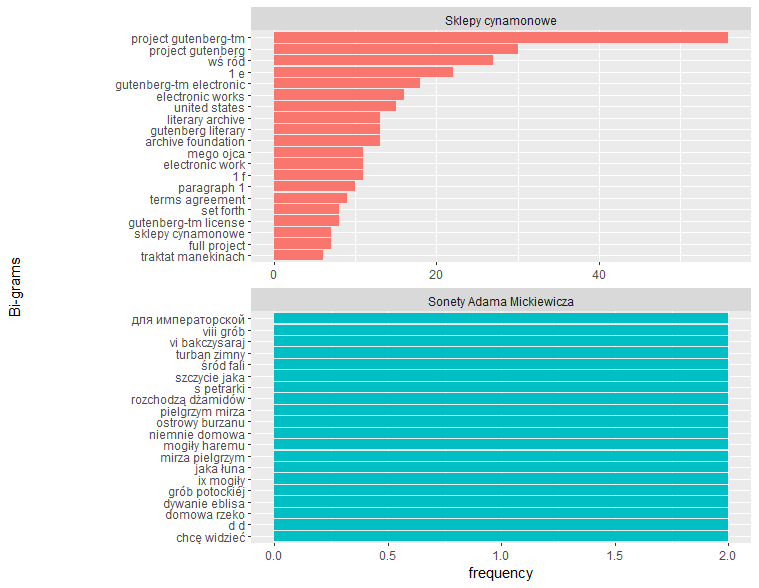 Sklepy cynamonowe
project gutenberg-tm
project gutenberg
wś ród
1 e
gutenberg-tm electronic
electronic works
united states
literary archive
gutenberg literary
archive foundation
mego ojca
electronic work
1 f
paragraph 1
terms agreement
set forth
gutenberg-tm license
sklepy cynamonowe
full project
traktat manekinach
0 20 40
Bi-grams
Sonety Adama Mickiewicza
для императорской
viii grób
vi bakczysaraj
turban zimny
śród fali
szczycie jaka
s petrarki
rozchodzą dżamidów
pielgrzym mirza
ostrowy burzanu
niemnie domowa
mogiły haremu
mirza pielgrzym
jaka łuna
ix mogiły
grób potockiéj
dywanie eblisa
domowa rzeko
d d
chcę widzieć
0.0 0.5 1.0 1.5 2.0
frequency